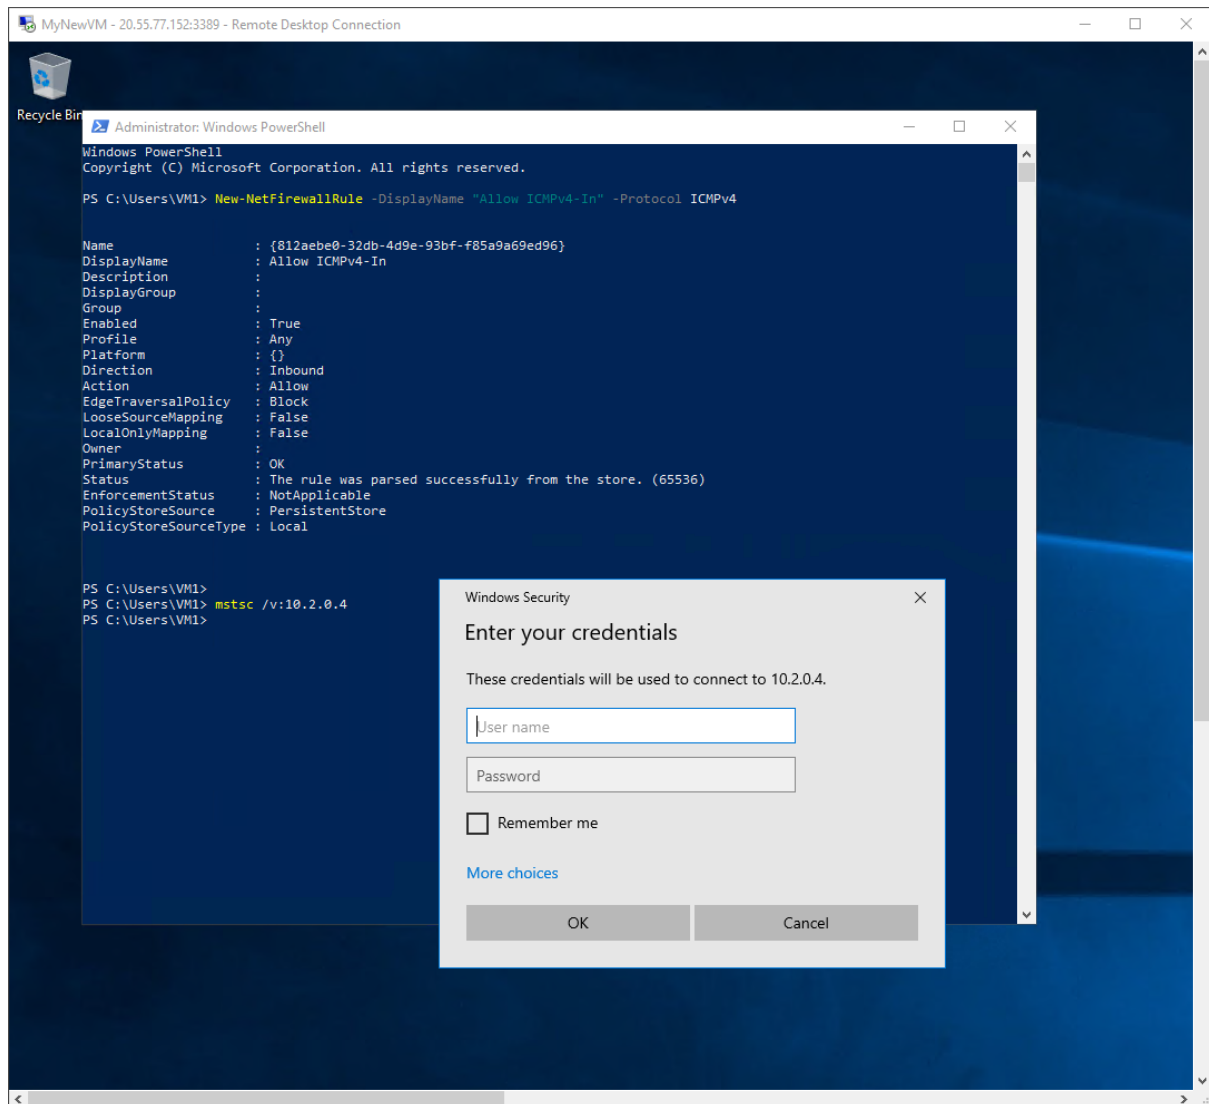 MyNewVM - 20.55.77.152:3389 - Remote Desktop Connection
Recycle Bin
Administrator: Windows PowerShell
Windows PowerShell
Copyright (C) Microsoft Corporation. All rights reserved.
PS C:\Users\VM1> New-NetFirewallRule -DisplayName "Allow ICMPv4-In" -Protocol ICMPv4
Name                  : {812aebe0-32db-4d9e-93bf-f85a9a69ed96}
DisplayName           : Allow ICMPv4-In
Description           :
DisplayGroup          :
Group                 :
Enabled               : True
Profile               : Any
Platform              : {}
Direction             : Inbound
Action                : Allow
EdgeTraversalPolicy   : Block
LooseSourceMapping    : False
LocalOnlyMapping      : False
Owner                 :
PrimaryStatus         : OK
Status                : The rule was parsed successfully from the store. (65536)
EnforcementStatus     : NotApplicable
PolicyStoreSource     : PersistentStore
PolicyStoreSourceType : Local
PS C:\Users\VM1>
PS C:\Users\VM1> mstsc /v:10.2.0.4
PS C:\Users\VM1>
Windows Security
Enter your credentials
These credentials will be used to connect to 10.2.0.4.
User name
Password
Remember me
More choices
OK
Cancel